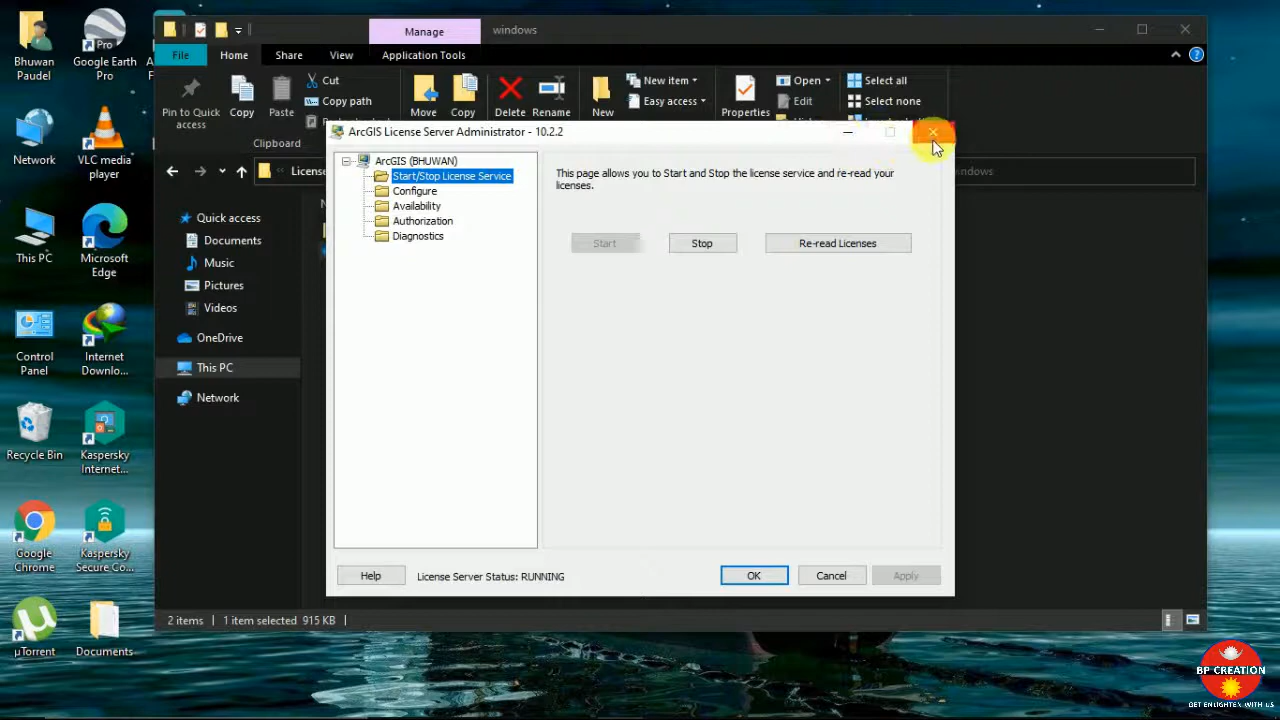 Manage
windows
File
Home
Share
View
Application Tools
Pin to Quick access
Copy
Paste
Cut
Copy path
Clipboard
Move
Copy
Delete
Rename
New
New item
Easy access
Properties
Open
Edit
Select all
Select none
License
ndows
Quick access
Documents
Music
Pictures
Videos
OneDrive
This PC
Network
2 items
1 item selected 915 KB
ArcGIS License Server Administrator - 10.2.2
ArcGIS (BHUWAN)
Start/Stop License Service
Configure
Availability
Authorization
Diagnostics
This page allows you to Start and Stop the license service and re-read your
licenses.
Start
Stop
Re-read Licenses
Help
License Server Status: RUNNING
OK
Cancel
Apply
Bhuwan
Paudel
Google Earth
Pro
Network
VLC media
player
This PC
Microsoft
Edge
Control
Panel
Internet
Downlo...
Recycle Bin
Kaspersky
Internet...
Google
Chrome
Kaspersky
Secure Co...
µTorrent
Documents
BP CREATION
GET ENLIGHTEN WITH US